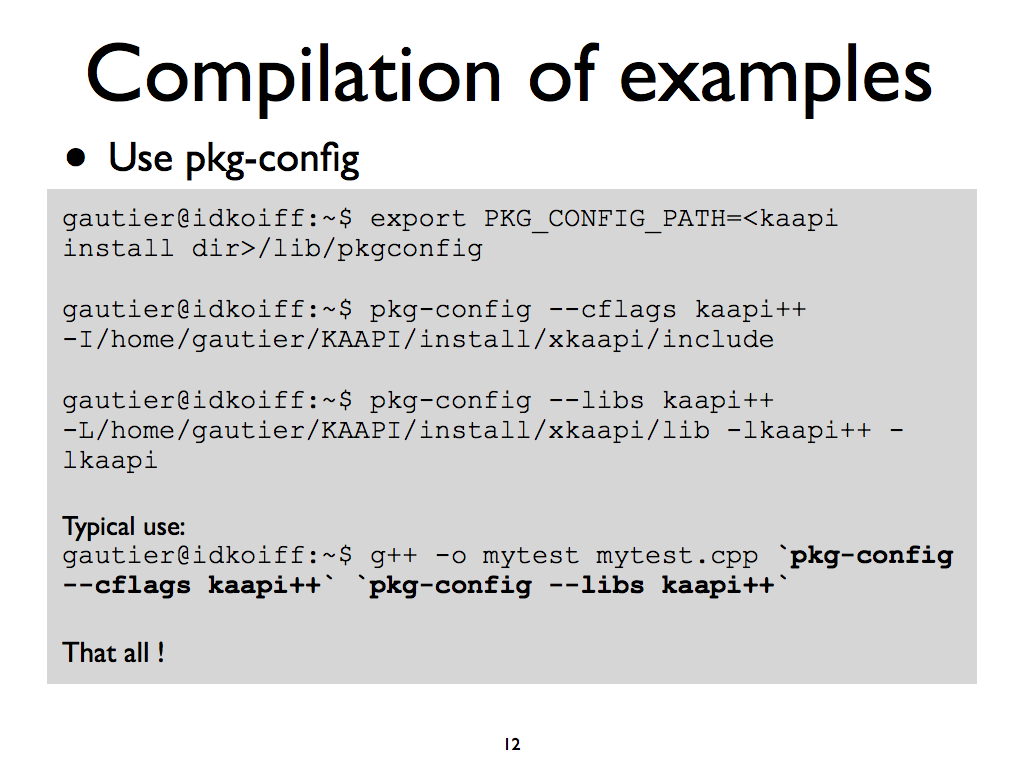 Compilation of examples
• Use pkg-config
gautier@idkoiff:~$ export PKG_CONFIG_PATH=<kaapi
install dir>/lib/pkgconfig
gautier@idkoiff:~$ pkg-config --cflags kaapi++
-I/home/gautier/KAAPI/install/xkaapi/include
gautier@idkoiff:~$ pkg-config --libs kaapi++
-L/home/gautier/KAAPI/install/xkaapi/lib -lkaapi++ -
lkaapi
Typical use:
gautier@idkoiff:~$ g++ -o mytest mytest.cpp `pkg-config
--cflags kaapi++` `pkg-config --libs kaapi++`
That all !
12